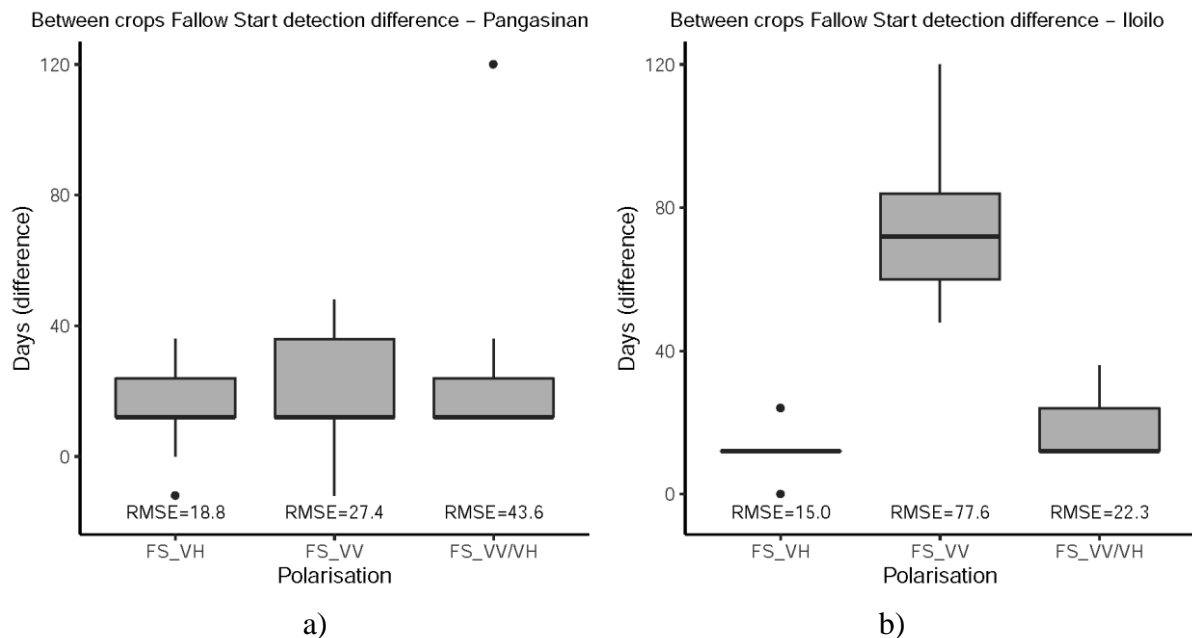 Between crops Fallow Start detection difference – Pangasinan
120
80
40
0
Days (difference)
RMSE=18.8
RMSE=27.4
RMSE=43.6
FS_VH
FS_VV
FS_VV/VH
Polarisation
a)
Between crops Fallow Start detection difference – Iloilo
120
80
40
0
Days (difference)
RMSE=15.0
RMSE=77.6
RMSE=22.3
FS_VH
FS_VV
FS_VV/VH
Polarisation
b)